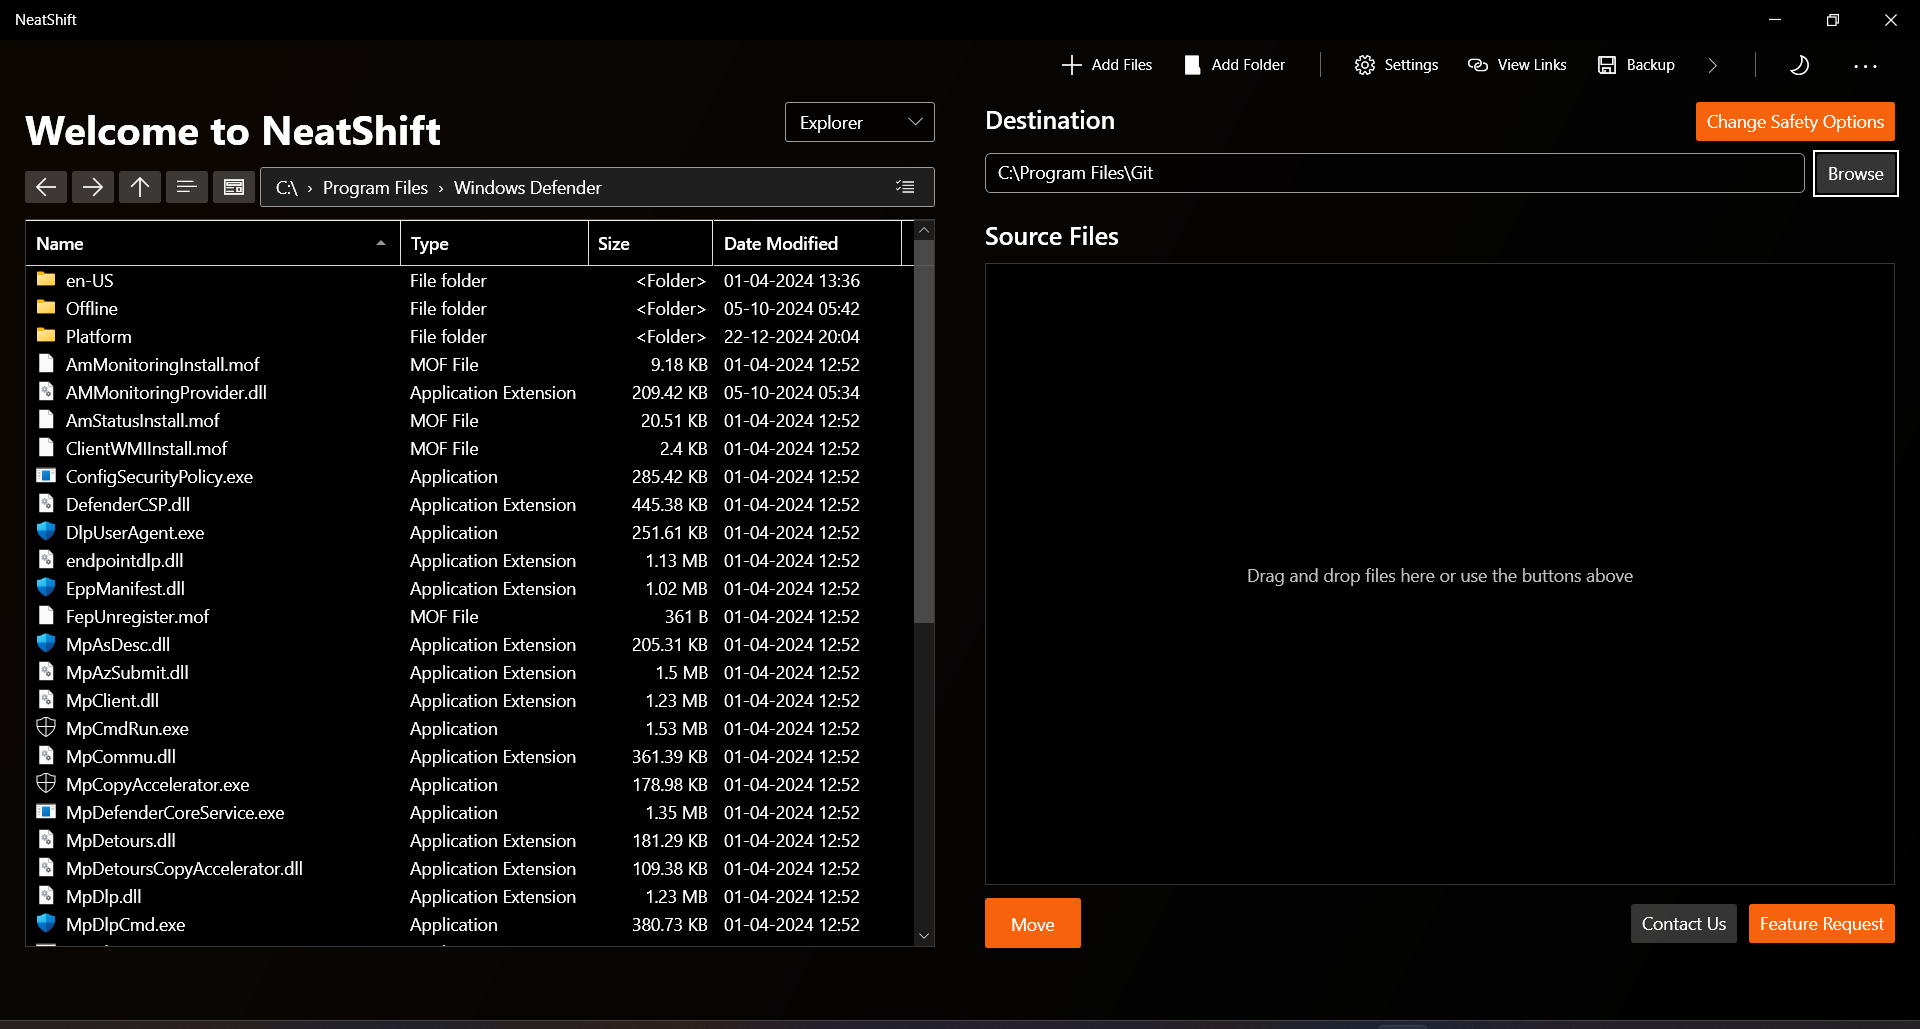 NeatShift
Add Files
Add Folder
Settings
View Links
Backup
Welcome to NeatShift
Explorer
C:\ › Program Files › Windows Defender
Name Type Size Date Modified
en-US File folder <Folder> 01-04-2024 13:36
Offline File folder <Folder> 05-10-2024 05:42
Platform File folder <Folder> 22-12-2024 20:04
AmMonitoringInstall.mof MOF File 9.18 KB 01-04-2024 12:52
AMMonitoringProvider.dll Application Extension 209.42 KB 05-10-2024 05:34
AmStatusInstall.mof MOF File 20.51 KB 01-04-2024 12:52
ClientWMIInstall.mof MOF File 2.4 KB 01-04-2024 12:52
ConfigSecurityPolicy.exe Application 285.42 KB 01-04-2024 12:52
DefenderCSP.dll Application Extension 445.38 KB 01-04-2024 12:52
DlpUserAgent.exe Application 251.61 KB 01-04-2024 12:52
endpointdlp.dll Application Extension 1.13 MB 01-04-2024 12:52
EppManifest.dll Application Extension 1.02 MB 01-04-2024 12:52
FepUnregister.mof MOF File 361 B 01-04-2024 12:52
MpAsDesc.dll Application Extension 205.31 KB 01-04-2024 12:52
MpAzSubmit.dll Application Extension 1.5 MB 01-04-2024 12:52
MpClient.dll Application Extension 1.23 MB 01-04-2024 12:52
MpCmdRun.exe Application 1.53 MB 01-04-2024 12:52
MpCommu.dll Application Extension 361.39 KB 01-04-2024 12:52
MpCopyAccelerator.exe Application 178.98 KB 01-04-2024 12:52
MpDefenderCoreService.exe Application 1.35 MB 01-04-2024 12:52
MpDetours.dll Application Extension 181.29 KB 01-04-2024 12:52
MpDetoursCopyAccelerator.dll Application Extension 109.38 KB 01-04-2024 12:52
MpDlp.dll Application Extension 1.23 MB 01-04-2024 12:52
MpDlpCmd.exe Application 380.73 KB 01-04-2024 12:52
Destination
Change Safety Options
C:\Program Files\Git
Browse
Source Files
Drag and drop files here or use the buttons above
Move
Contact Us
Feature Request